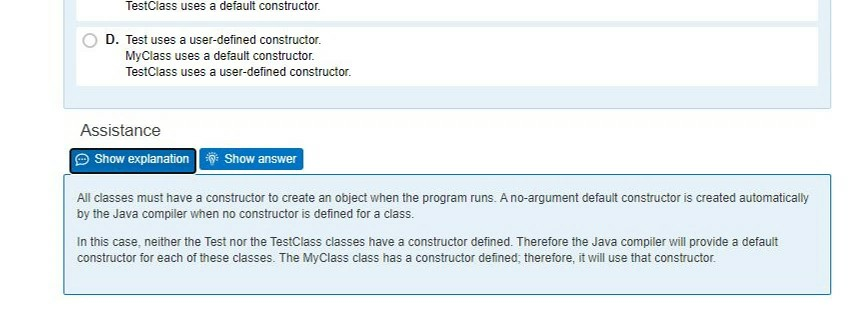 TestClass uses a default constructor.
D. Test uses a user-defined constructor.
MyClass uses a default constructor.
TestClass uses a user-defined constructor.
Assistance
Show explanation Show answer
All classes must have a constructor to create an object when the program runs. A no-argument default constructor is created automatically
by the Java compiler when no constructor is defined for a class.
In this case, neither the Test nor the TestClass classes have a constructor defined. Therefore the Java compiler will provide a default
constructor for each of these classes. The MyClass class has a constructor defined; therefore, it will use that constructor.